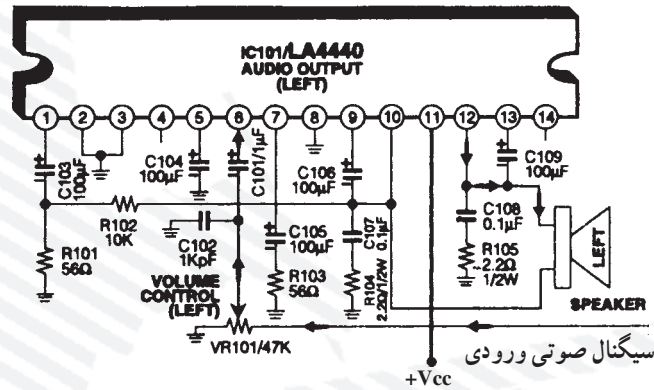 IC101/LA4440
AUDIO OUTPUT
(LEFT)
1 2 3 4 5 6 7 8 9 10 11 12 13 14
C103
100µF
C104
100µF
C101/1µF
C106
100µF
C109
100µF
R102
10K
C102
1KpF
C105
100µF
C107
0.1µF
C108
0.1µF
R101
56Ω
R103
56Ω
R104
2.2Ω/1/2W
R105
2.2Ω
1/2W
LEFT
SPEAKER
VOLUME
CONTROL
(LEFT)
VR101/47K
سیگنال صوتی ورودی
+Vcc